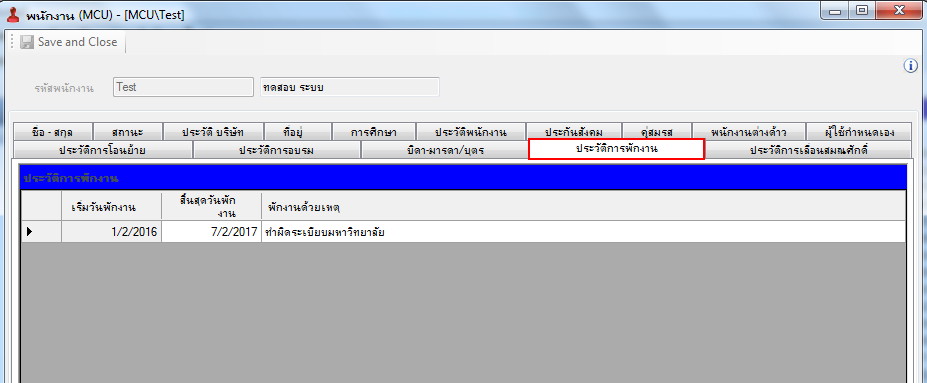 พนักงาน (MCU) - [MCU\Test]
Save and Close
รหัสพนักงาน Test ทดสอบ ระบบ
ชื่อ - สกุล สถานะ ประวัติ บริษัท ที่อยู่ การศึกษา ประวัติพนักงาน ประกันสังคม คู่สมรส พนักงานต่างด้าว ผู้ใช้กำหนดเอง
ประวัติการโอนย้าย ประวัติการอบรม บิดา-มารดา/บุตร ประวัติการพักงาน ประวัติการเลื่อนสมณศักดิ์
ประวัติการพักงาน
เริ่มวันพักงาน สิ้นสุดวันพัก พักงานด้วยเหตุ
งาน
1/2/2016 7/2/2017 ทำผิดระเบียบมหาวิทยาลัย